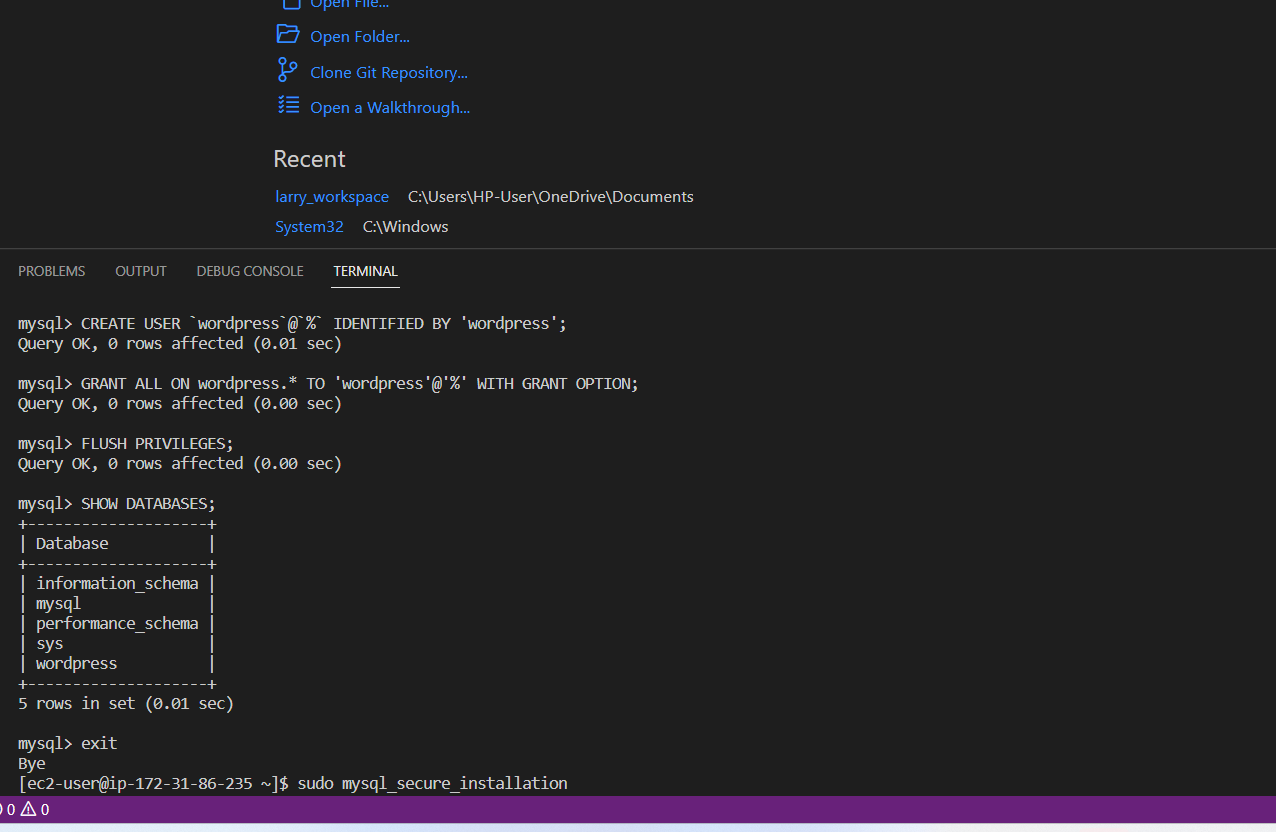 Open File...
Open Folder...
Clone Git Repository...
Open a Walkthrough...
Recent
larry_workspace C:\Users\HP-User\OneDrive\Documents
System32 C:\Windows
PROBLEMS OUTPUT DEBUG CONSOLE TERMINAL
mysql> CREATE USER `wordpress`@`%` IDENTIFIED BY 'wordpress';
Query OK, 0 rows affected (0.01 sec)
mysql> GRANT ALL ON wordpress.* TO 'wordpress'@'%' WITH GRANT OPTION;
Query OK, 0 rows affected (0.00 sec)
mysql> FLUSH PRIVILEGES;
Query OK, 0 rows affected (0.00 sec)
mysql> SHOW DATABASES;
+--------------------+
| Database           |
+--------------------+
| information_schema |
| mysql              |
| performance_schema |
| sys                |
| wordpress          |
+--------------------+
5 rows in set (0.01 sec)
mysql> exit
Bye
[ec2-user@ip-172-31-86-235 ~]$ sudo mysql_secure_installation
0 0